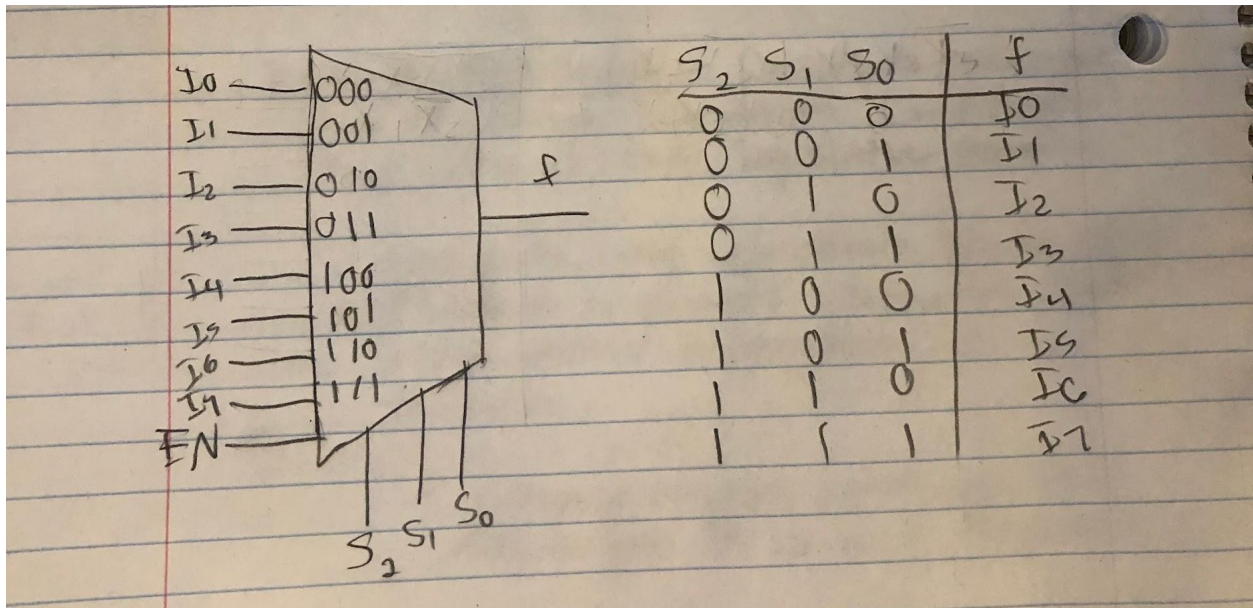 I0 000
I1 001
I2 010
I3 011
I4 100
I5 101
I6 110
I7 111
EN
f
S2 S1 S0
S2 S1 S0 f
0 0 0 I0
0 0 1 I1
0 1 0 I2
0 1 1 I3
1 0 0 I4
1 0 1 I5
1 1 0 I6
1 1 1 I7